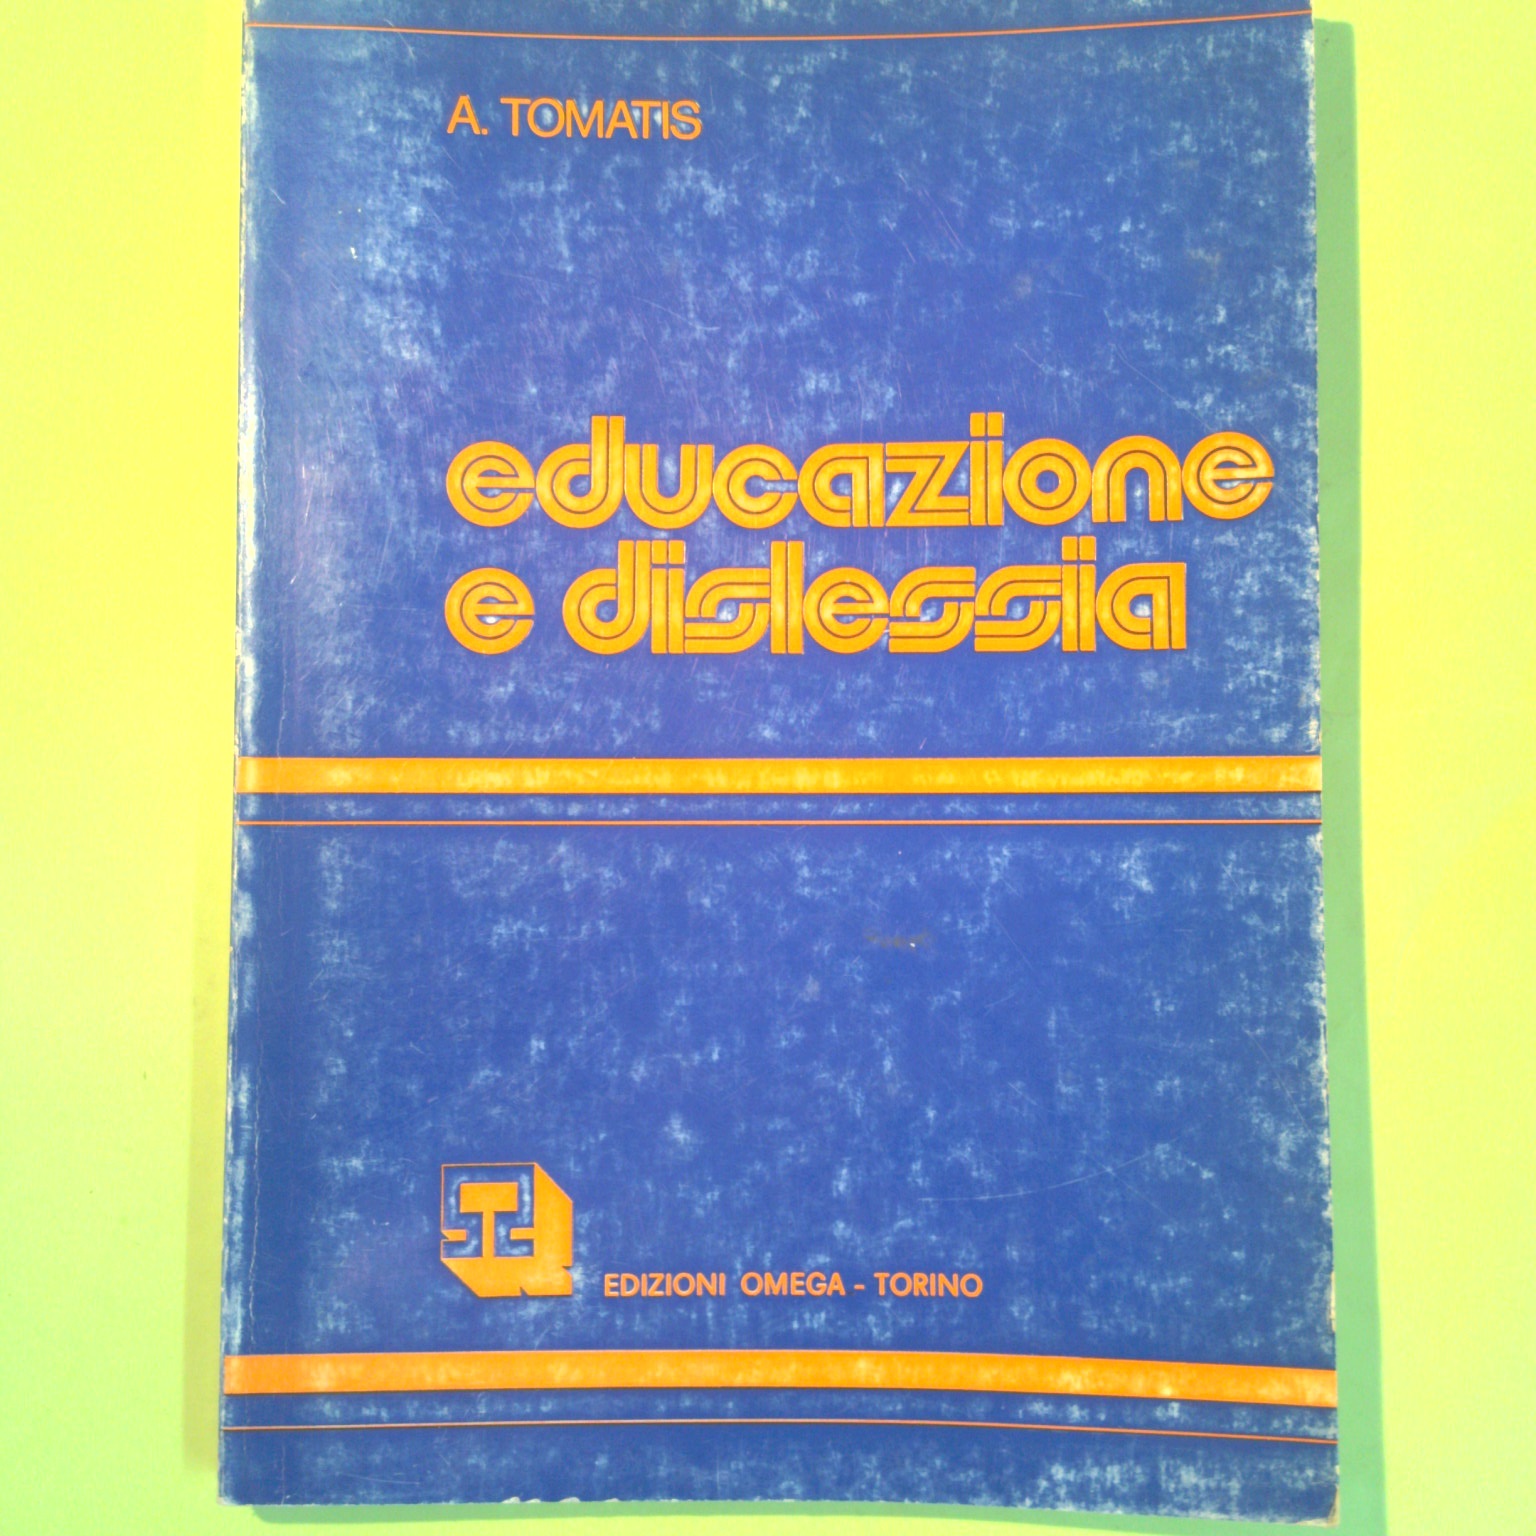 A. TOMATIS
educazione
e dislessia
EDIZIONI OMEGA - TORINO